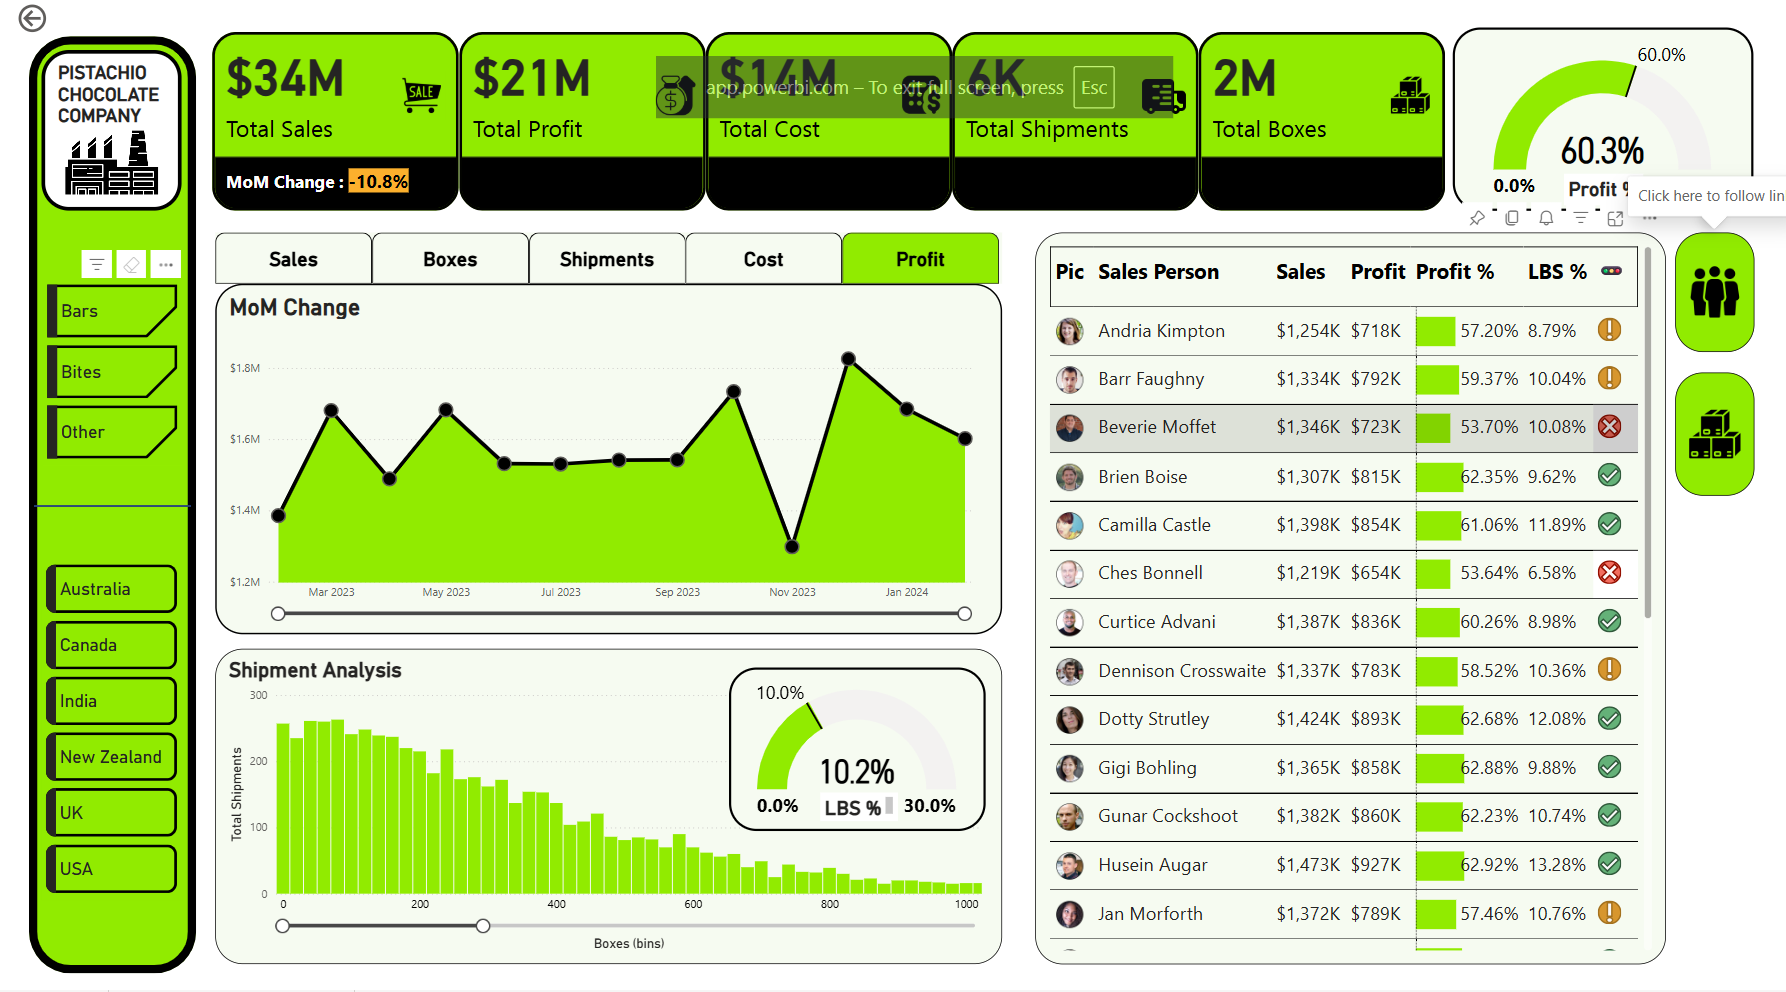 PISTACHIO
CHOCOLATE
COMPANY
Bars
Bites
Other
Australia
Canada
India
New Zealand
UK
USA
$34M
Total Sales
SALE
MoM Change : -10.8%
$21M
Total Profit
$14M
Total Cost
6K
Total Shipments
2M
Total Boxes
app.powerbi.com – To exit full screen, press Esc
60.0%
60.3%
0.0%
Profit %
Click here to follow lin
Sales Boxes Shipments Cost Profit
MoM Change
$1.8M
$1.6M
$1.4M
$1.2M
Mar 2023 May 2023 Jul 2023 Sep 2023 Nov 2023 Jan 2024
Shipment Analysis
Total Shipments
300
200
100
0
0 200 400 600 800 1000
Boxes (bins)
10.0%
10.2%
0.0% LBS % 30.0%
Pic Sales Person Sales Profit Profit % LBS %
Andria Kimpton $1,254K $718K 57.20% 8.79%
Barr Faughny $1,334K $792K 59.37% 10.04%
Beverie Moffet $1,346K $723K 53.70% 10.08%
Brien Boise $1,307K $815K 62.35% 9.62%
Camilla Castle $1,398K $854K 61.06% 11.89%
Ches Bonnell $1,219K $654K 53.64% 6.58%
Curtice Advani $1,387K $836K 60.26% 8.98%
Dennison Crosswaite $1,337K $783K 58.52% 10.36%
Dotty Strutley $1,424K $893K 62.68% 12.08%
Gigi Bohling $1,365K $858K 62.88% 9.88%
Gunar Cockshoot $1,382K $860K 62.23% 10.74%
Husein Augar $1,473K $927K 62.92% 13.28%
Jan Morforth $1,372K $789K 57.46% 10.76%